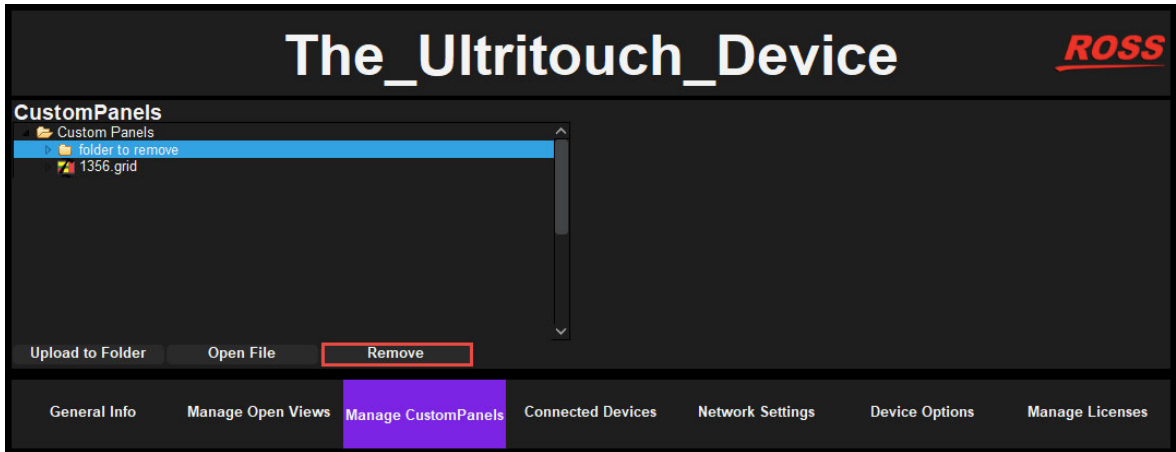 The_Ultritouch_Device
ROSS
CustomPanels
Custom Panels
folder to remove
1356.grid
Upload to Folder Open File Remove
General Info Manage Open Views Manage CustomPanels Connected Devices Network Settings Device Options Manage Licenses